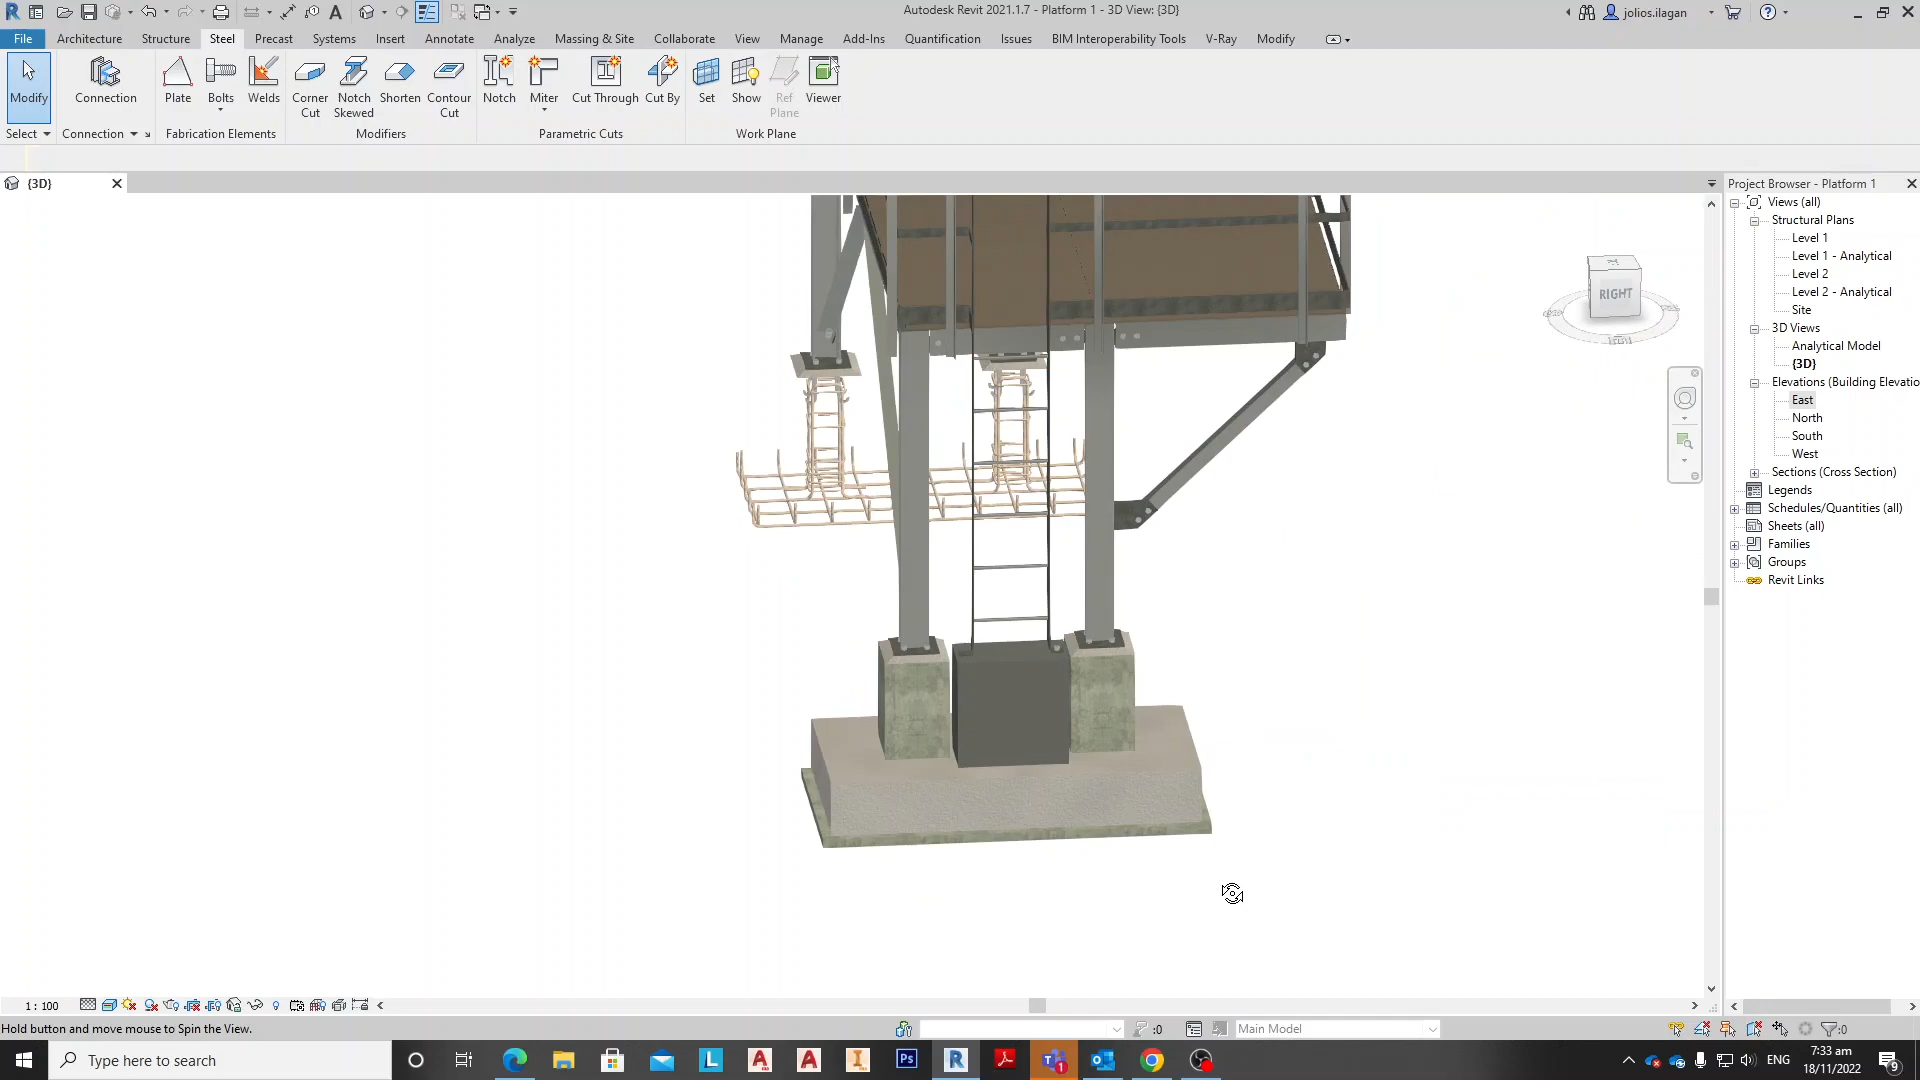 Autodesk Revit 2021.1.7 - Platform 1 - 3D View: {3D}
jolios.ilagan
File Architecture Structure Steel Precast Systems Insert Annotate Analyze Massing & Site Collaborate View Manage Add-Ins Quantification Issues BIM Interoperability Tools V-Ray Modify
Modify Connection Plate Bolts Welds Corner Cut Notch Skewed Shorten Contour Cut Notch Miter Cut Through Cut By Set Show Ref Plane Viewer
Select Connection Fabrication Elements Modifiers Parametric Cuts Work Plane
{3D}
Project Browser - Platform 1
Views (all)
Structural Plans
Level 1
Level 1 - Analytical
Level 2
Level 2 - Analytical
Site
3D Views
Analytical Model
{3D}
Elevations (Building Elevatio
East
North
South
West
Sections (Cross Section)
Legends
Schedules/Quantities (all)
Sheets (all)
Families
Groups
Revit Links
RIGHT
1 : 100
Hold button and move mouse to Spin the View.
:0
Main Model
:0
Type here to search
ENG
7:33 am
18/11/2022